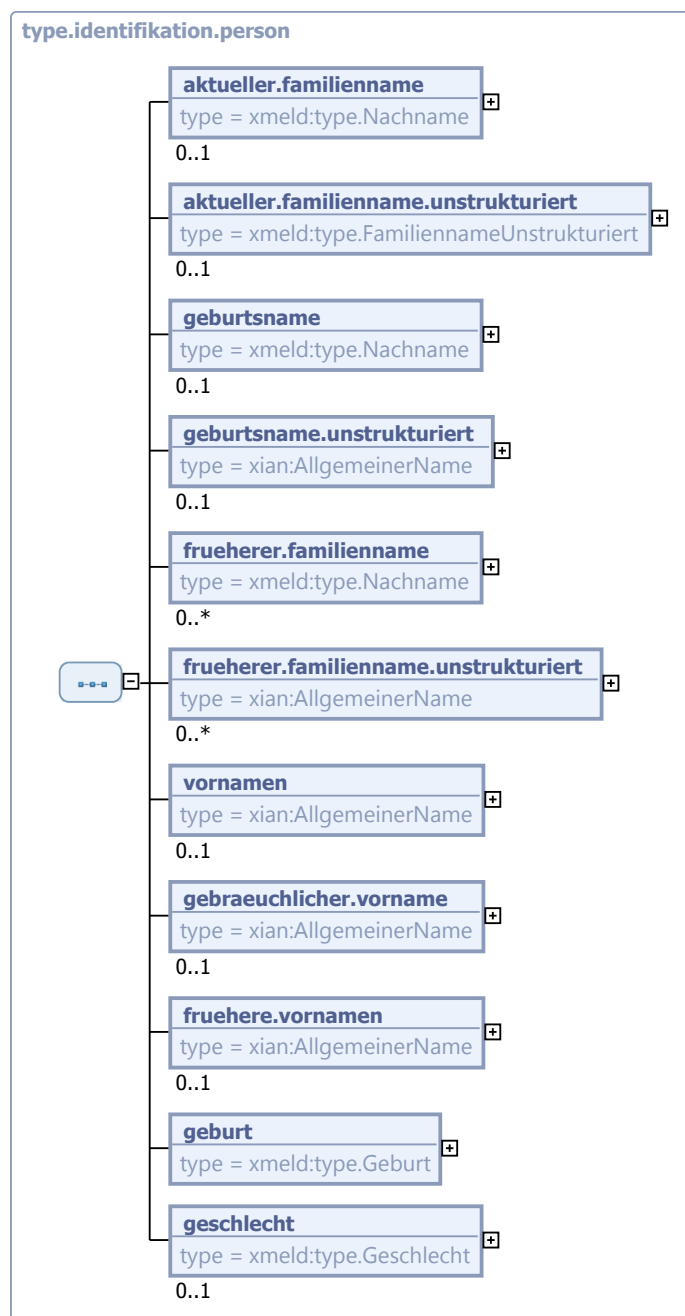 type.identifikation.person
aktueller.familienname
type = xmeld:type.Nachname
0..1
aktueller.familienname.unstrukturiert
type = xmeld:type.FamiliennameUnstrukturiert
0..1
geburtsname
type = xmeld:type.Nachname
0..1
geburtsname.unstrukturiert
type = xian:AllgemeinerName
0..1
frueherer.familienname
type = xmeld:type.Nachname
0..*
frueherer.familienname.unstrukturiert
type = xian:AllgemeinerName
0..*
vornamen
type = xian:AllgemeinerName
0..1
gebraeuchlicher.vorname
type = xian:AllgemeinerName
0..1
fruehere.vornamen
type = xian:AllgemeinerName
0..1
geburt
type = xmeld:type.Geburt
geschlecht
type = xmeld:type.Geschlecht
0..1